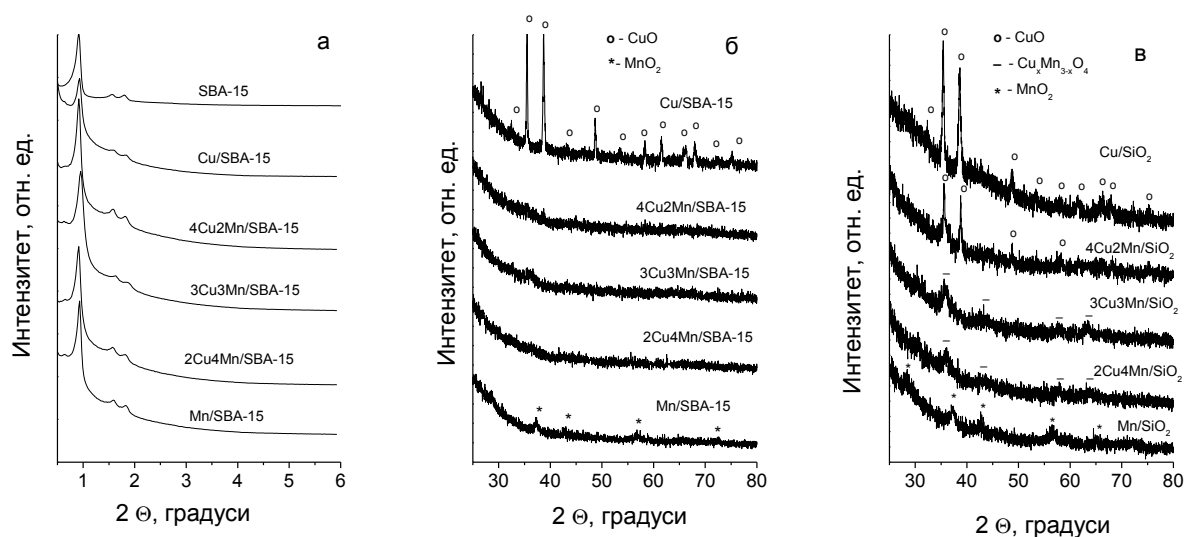 а
SBA-15
Cu/SBA-15
4Cu2Mn/SBA-15
3Cu3Mn/SBA-15
2Cu4Mn/SBA-15
Mn/SBA-15
Интензитет, отн. ед.
1 2 3 4 5 6
2 Θ, градуси
б
o - CuO
*- MnO2
Cu/SBA-15
4Cu2Mn/SBA-15
3Cu3Mn/SBA-15
2Cu4Mn/SBA-15
Mn/SBA-15
Интензитет, отн. ед.
30 40 50 60 70 80
2 Θ, градуси
в
o - CuO
– - CuxMn3-xO4
* - MnO2
Cu/SiO2
4Cu2Mn/SiO2
3Cu3Mn/SiO2
2Cu4Mn/SiO2
Mn/SiO2
Интензитет, отн. ед.
30 40 50 60 70 80
2 Θ, градуси